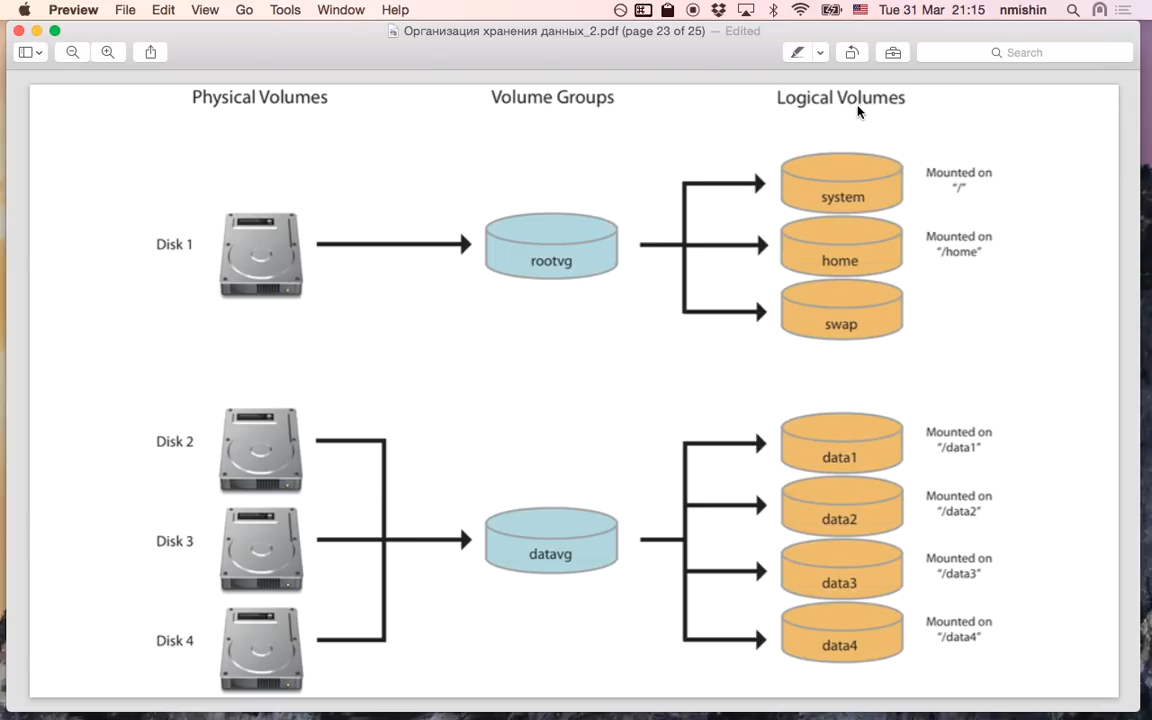 Preview File Edit View Go Tools Window Help Tue 31 Mar 21:15 nmishin
Организация хранения данных_2.pdf (page 23 of 25) — Edited
Search
Physical Volumes Volume Groups Logical Volumes
Disk 1
rootvg
system
Mounted on
"/"
home
Mounted on
"/home"
swap
Disk 2
Disk 3
Disk 4
datavg
data1
Mounted on
"/data1"
data2
Mounted on
"/data2"
data3
Mounted on
"/data3"
data4
Mounted on
"/data4"